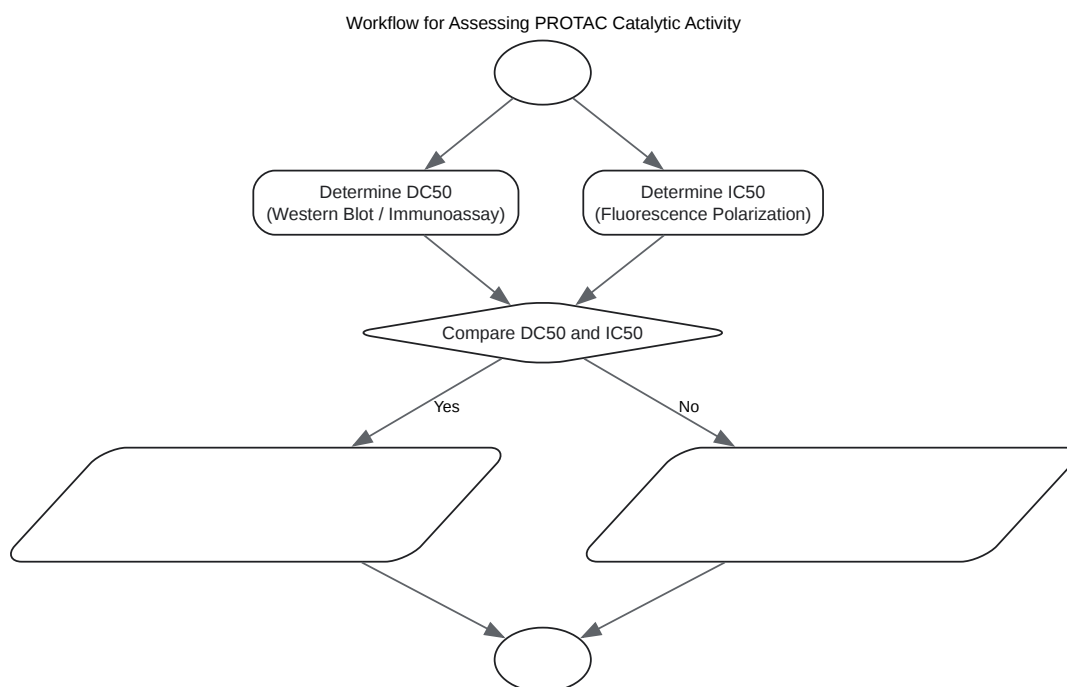 Workflow for Assessing PROTAC Catalytic Activity
Determine DC50
(Western Blot / Immunoassay)
Determine IC50
(Fluorescence Polarization)
Compare DC50 and IC50
Yes
No